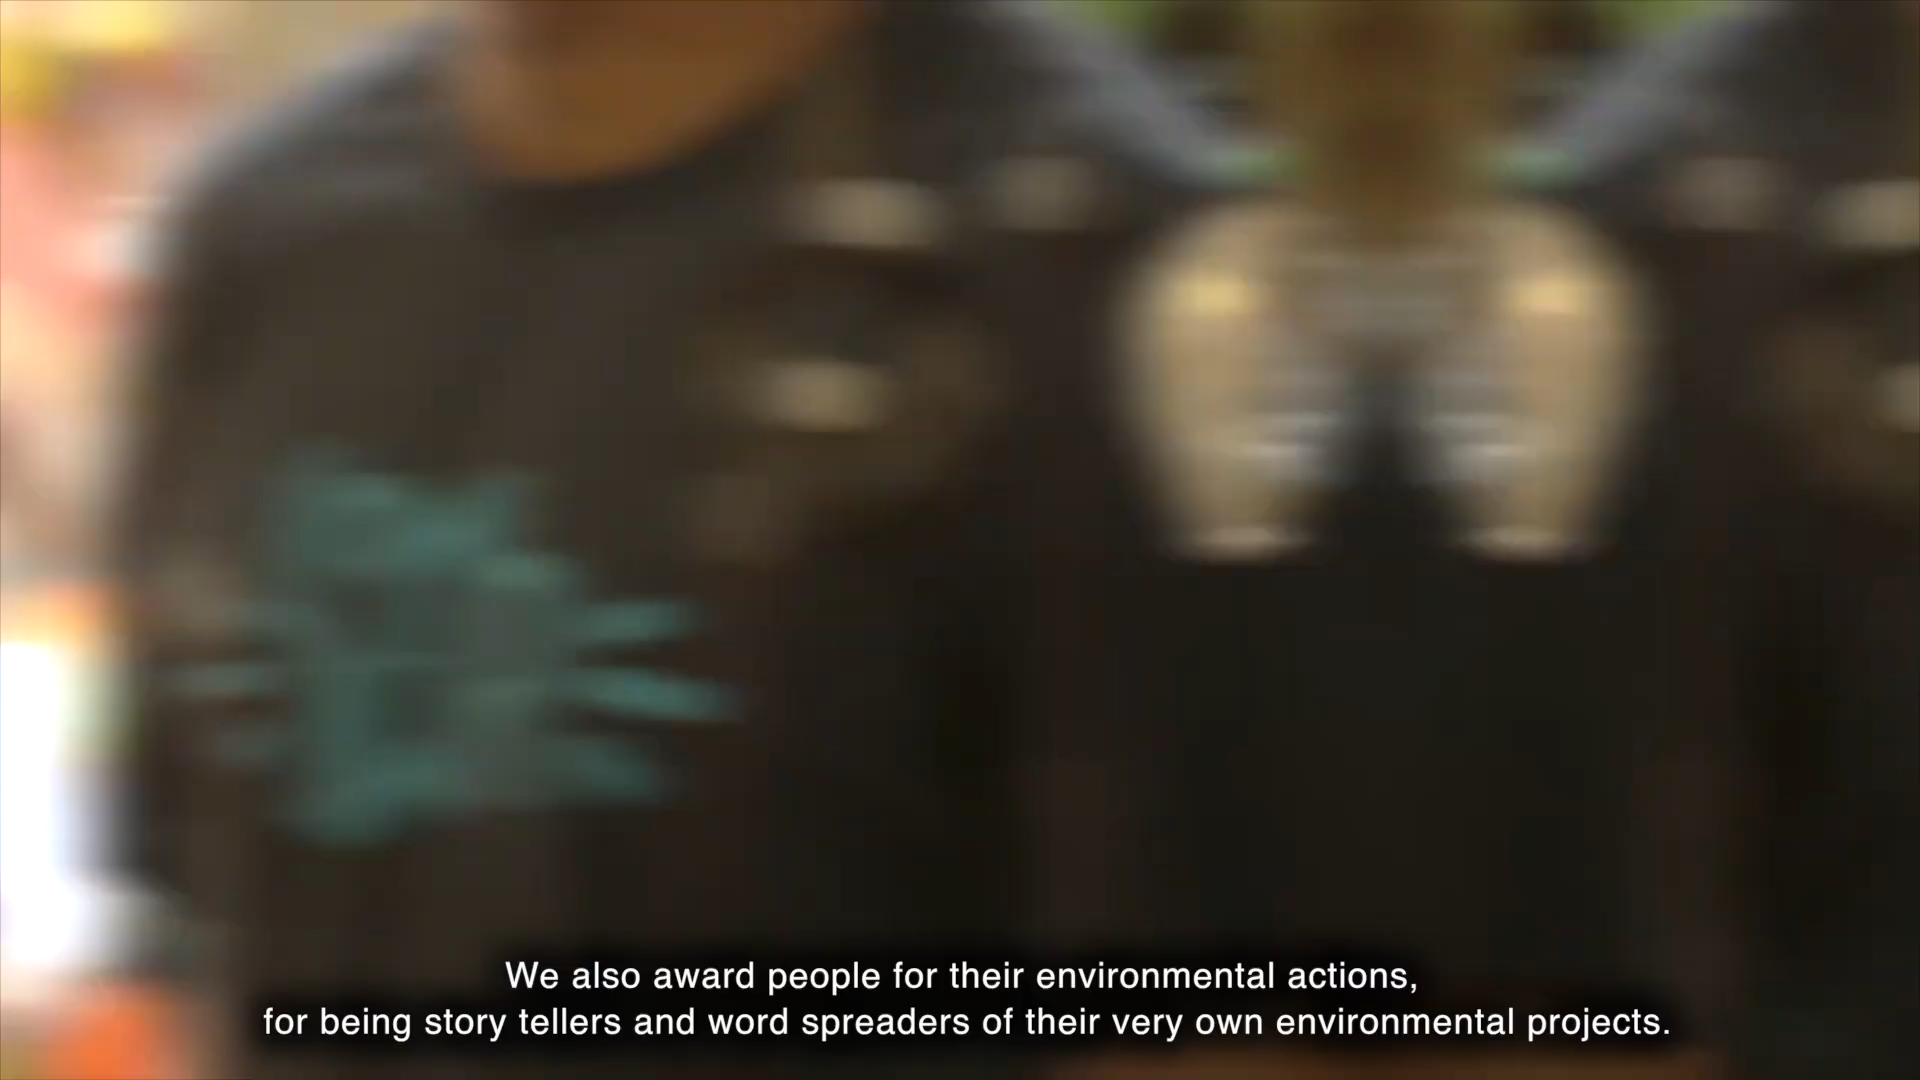 We also award people for their environmental actions,
for being story tellers and word spreaders of their very own environmental projects.